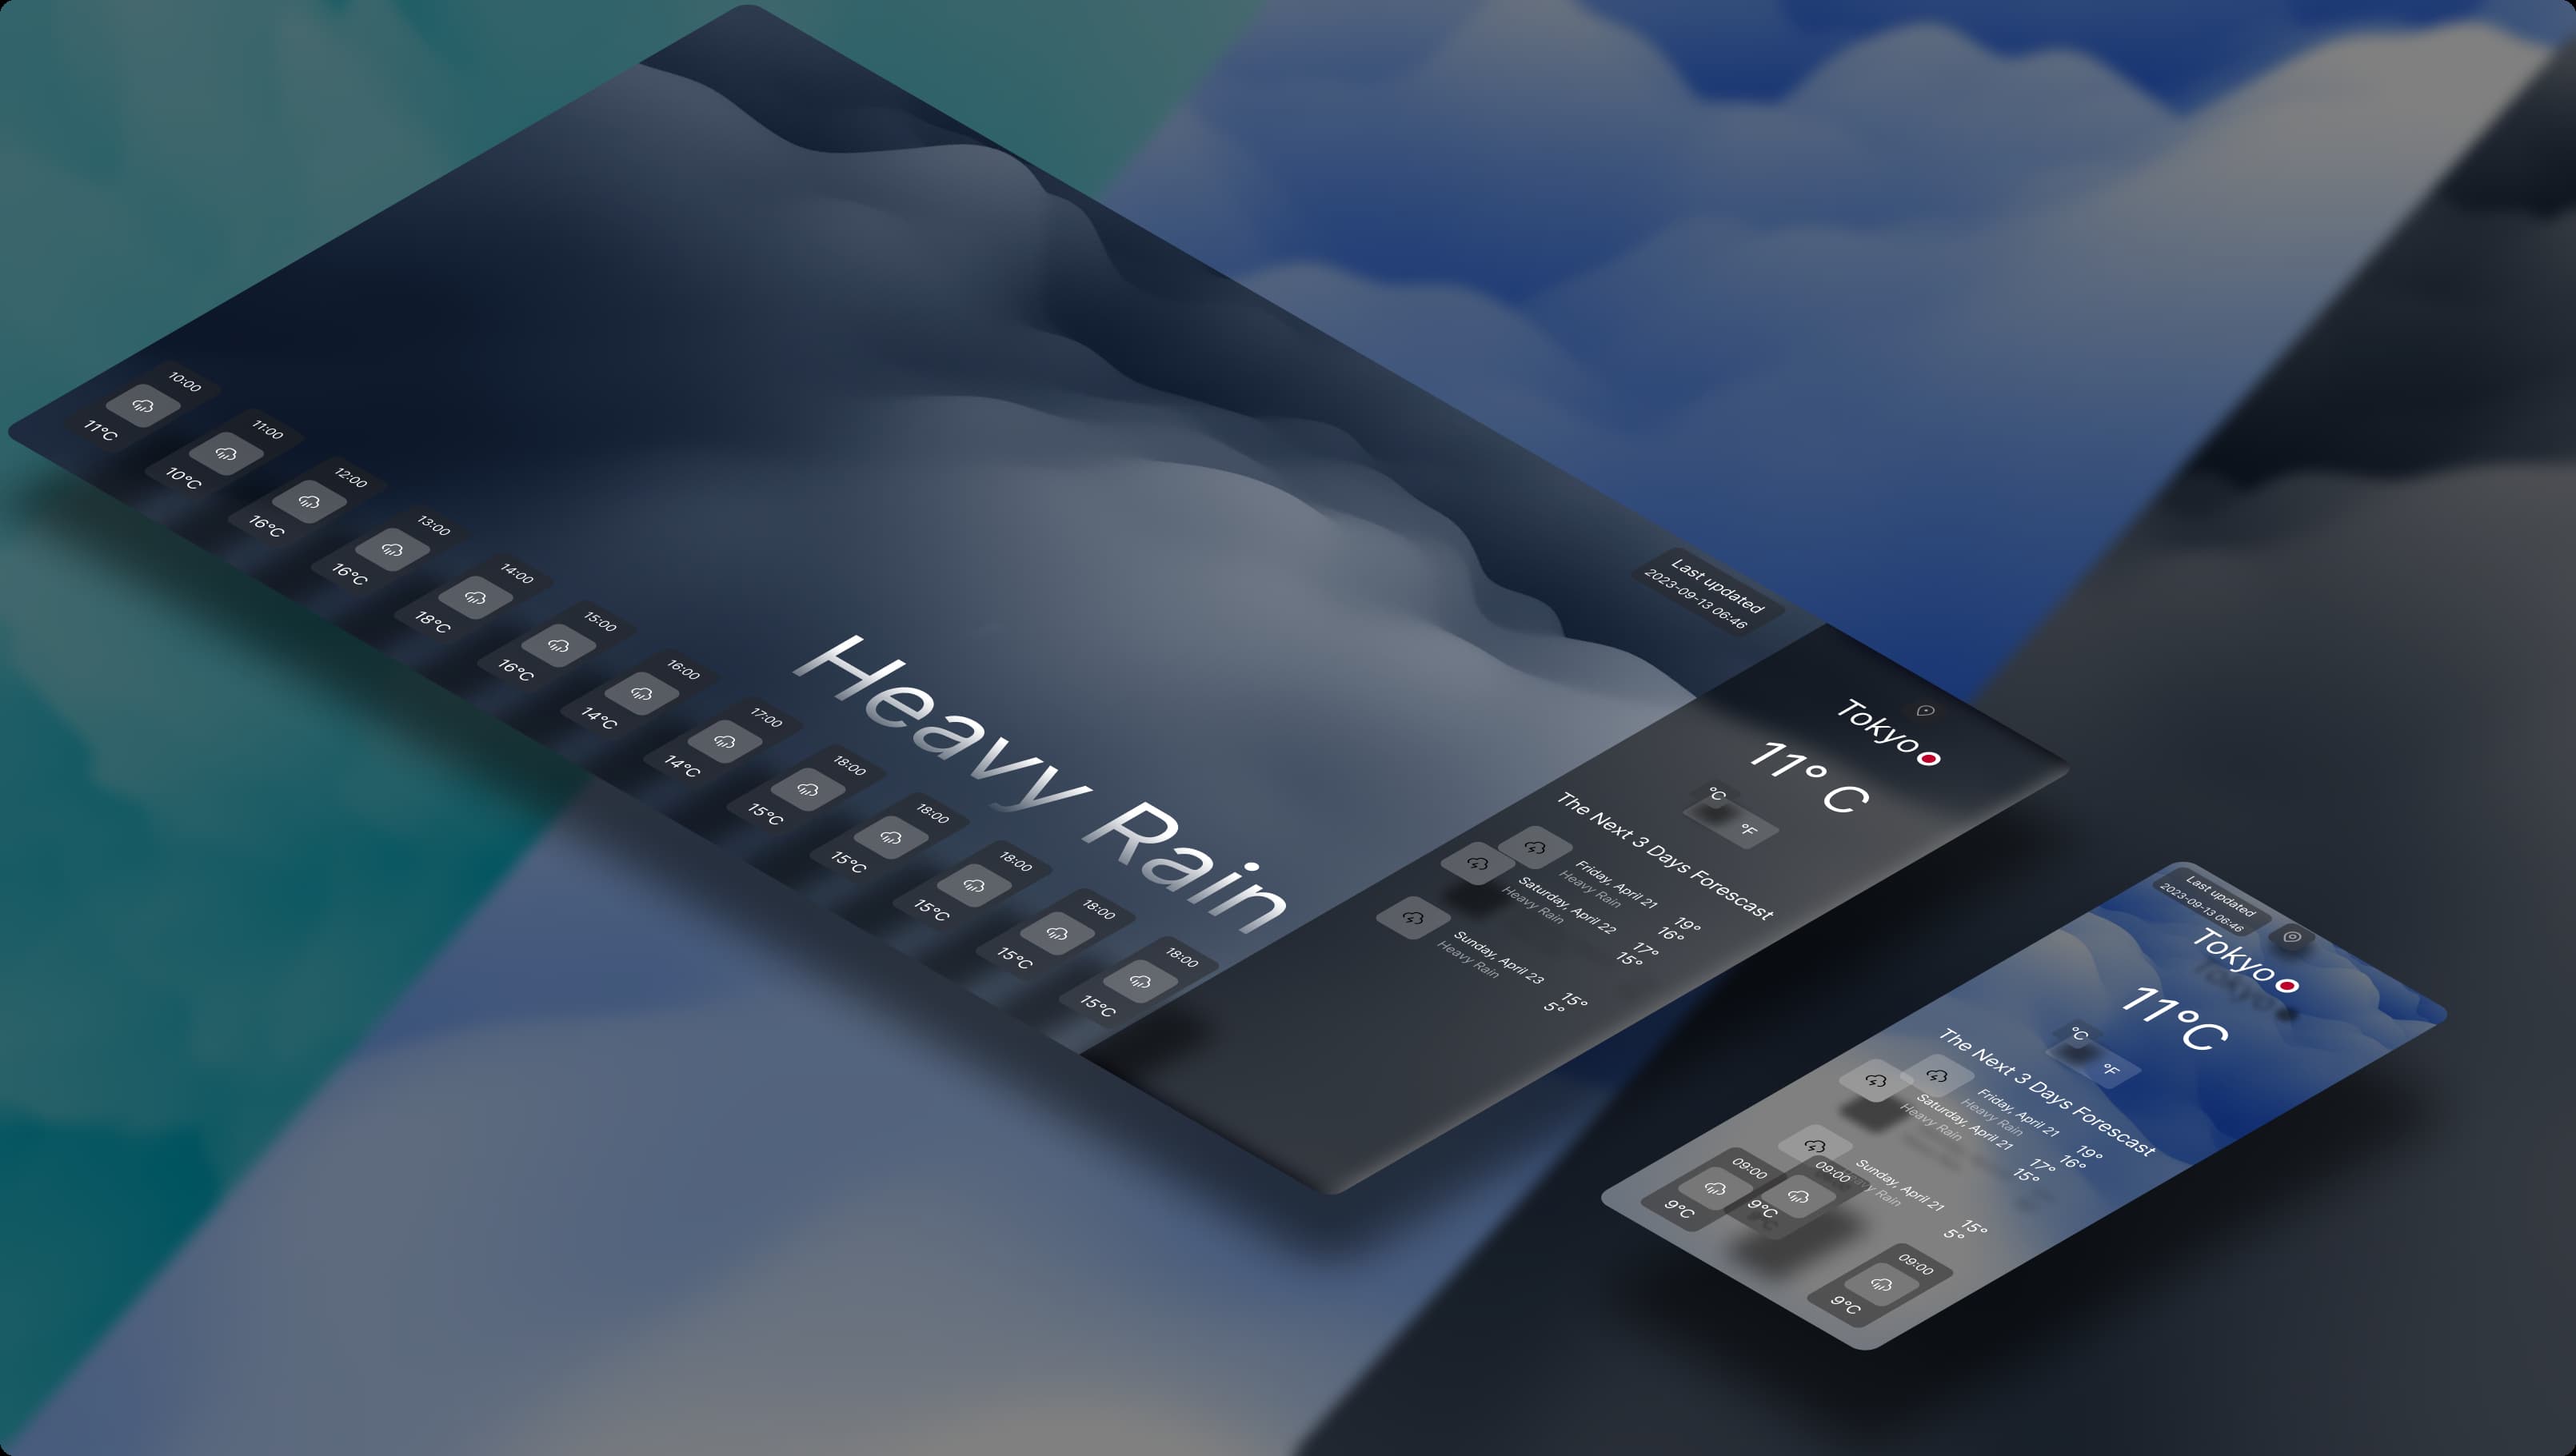 Last updated
2023-09-13 06:46
Heavy Rain
10:00
11°C
11:00
10°C
12:00
16°C
13:00
16°C
14:00
18°C
15:00
16°C
16:00
14°C
17:00
14°C
18:00
15°C
18:00
15°C
18:00
15°C
18:00
15°C
18:00
15°C
Tokyo
11° C
°C
°F
The Next 3 Days Forescast
Friday, April 21
Heavy Rain
19°
16°
Saturday, April 22
Heavy Rain
17°
15°
Sunday, April 23
Heavy Rain
15°
5°
Last updated
2023-09-13 06:46
Tokyo
11°C
°C
°F
The Next 3 Days Forescast
Friday, April 21
Heavy Rain
19°
16°
Saturday, April 21
Heavy Rain
17°
15°
Sunday, April 21
Rain
15°
5°
09:00
9°C
09:00
9°C
09:00
9°C